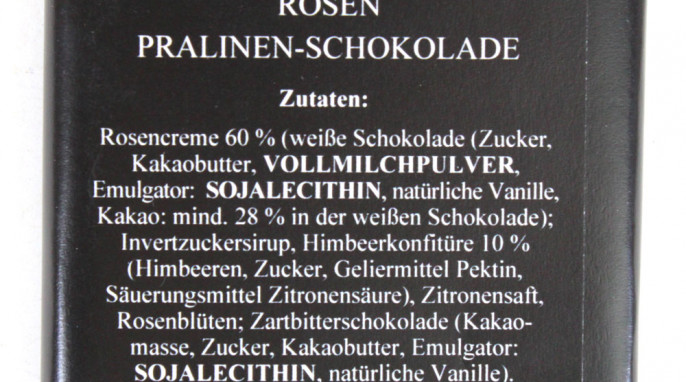 ROSEN
PRALINEN-SCHOKOLADE
Zutaten:
Rosencreme 60 % (weiße Schokolade (Zucker,
Kakaobutter, VOLLMILCHPULVER,
Emulgator: SOJALECITHIN, natürliche Vanille,
Kakao: mind. 28 % in der weißen Schokolade);
Invertzuckersirup, Himbeerkonfitüre 10 %
(Himbeeren, Zucker, Geliermittel Pektin,
Säuerungsmittel Zitronensäure), Zitronensaft,
Rosenblüten; Zartbitterschokolade (Kakao-
masse, Zucker, Kakaobutter, Emulgator:
SOJALECITHIN, natürliche Vanille).